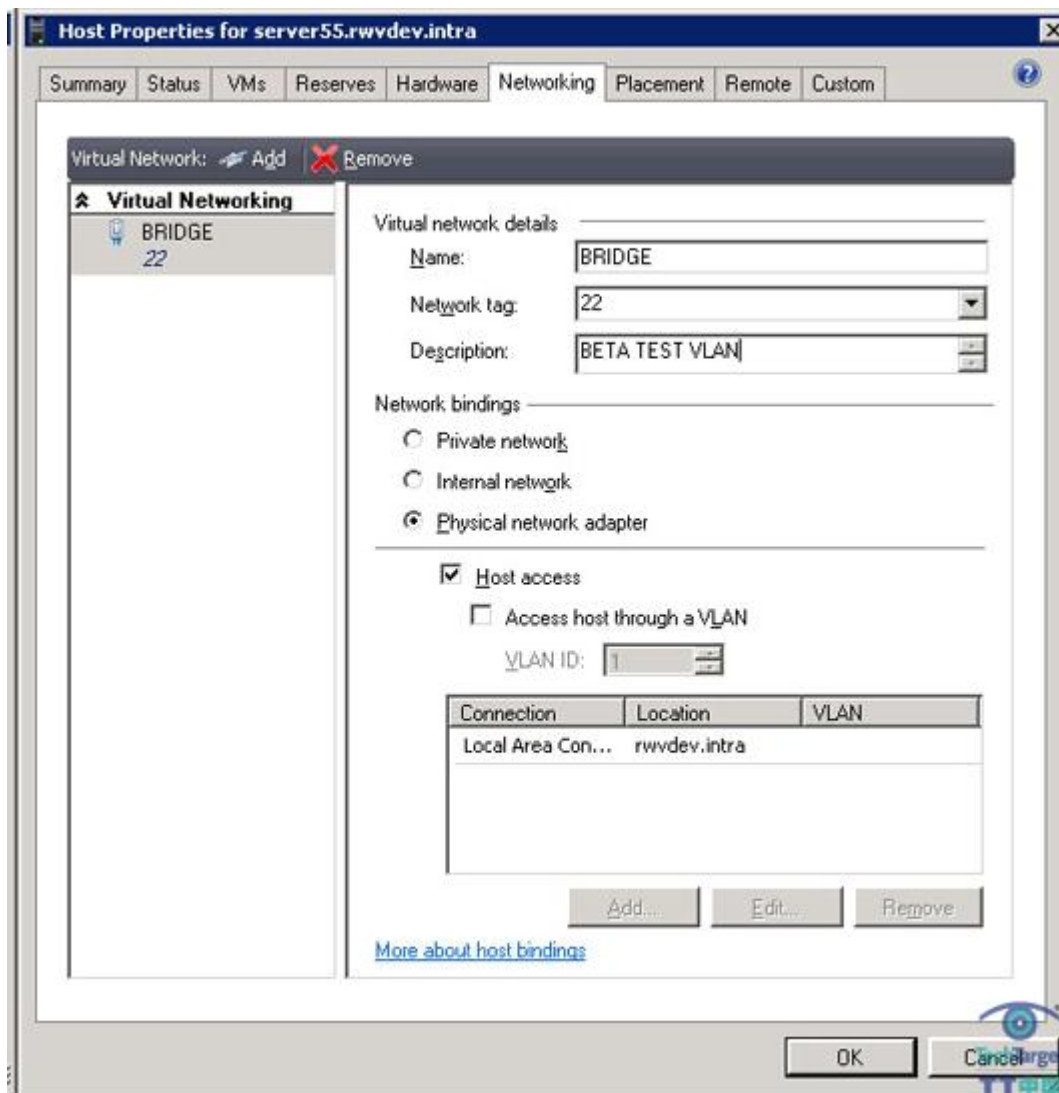 Host Properties for server55.rwvdev.intra
Summary Status VMs Reserves Hardware Networking Placement Remote Custom
Virtual Network: Add Remove
Virtual Networking
BRIDGE
22
Virtual network details
Name: BRIDGE
Network tag: 22
Description: BETA TEST VLAN
Network bindings
Private network
Internal network
Physical network adapter
Host access
Access host through a VLAN
VLAN ID: 1
Connection Location VLAN
Local Area Con... rwvdev.intra
Add... Edit... Remove
More about host bindings
OK Cancel